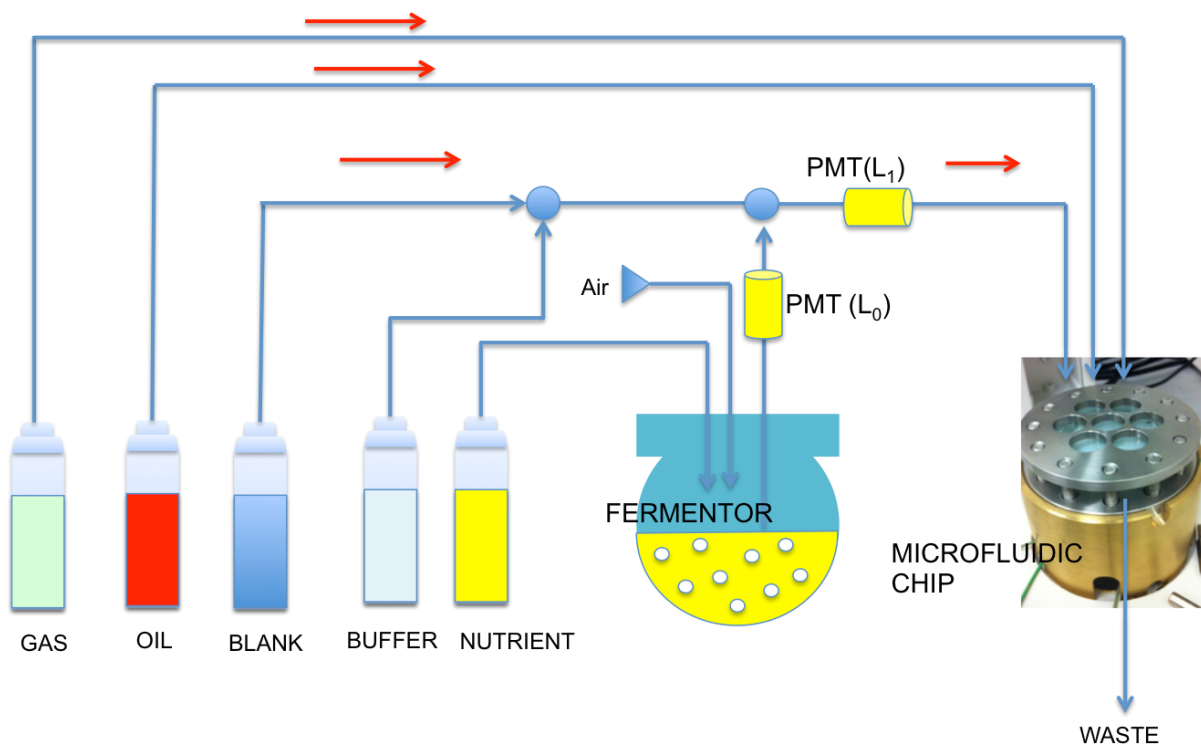 PMT(L₁)
Air
PMT (L₀)
FERMENTOR
MICROFLUIDIC
CHIP
GAS
OIL
BLANK
BUFFER
NUTRIENT
WASTE